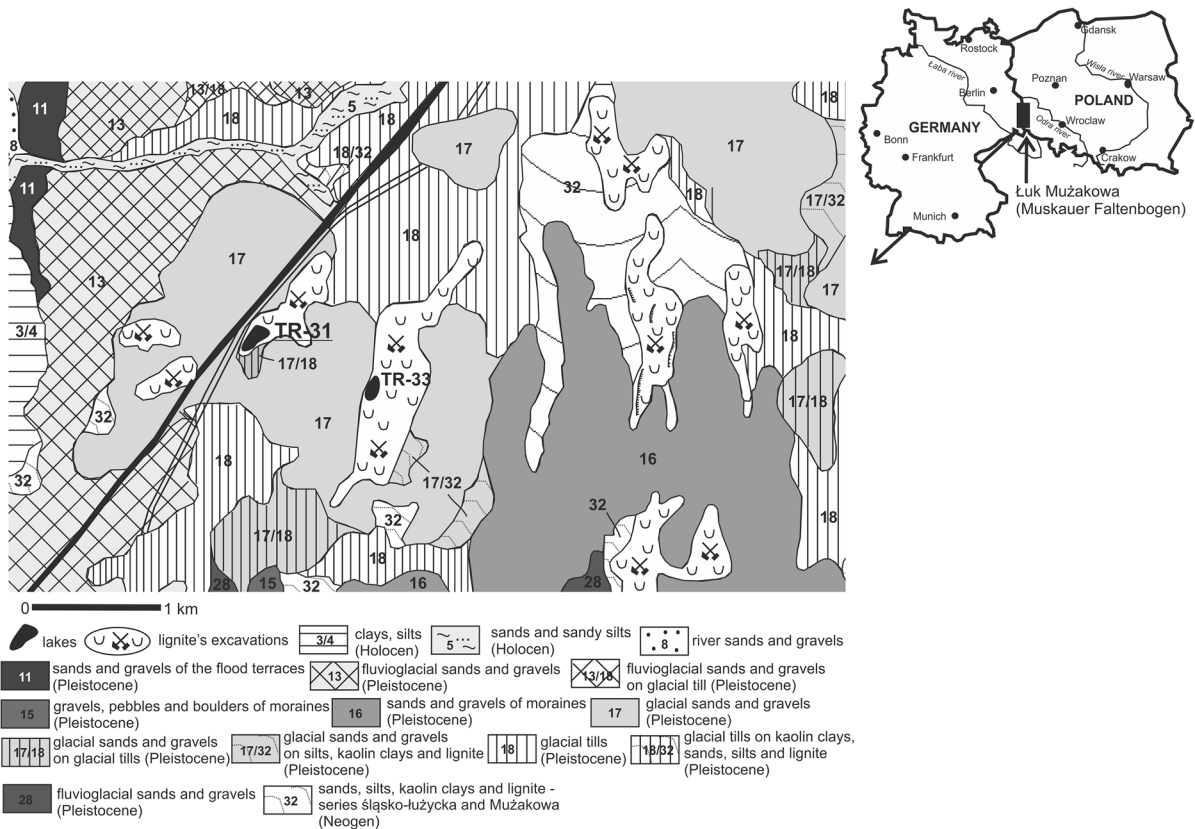 Gdansk
Rostock
Łaba river
Wisła river
Poznan
Warsaw
Berlin
POLAND
GERMANY
Odra river
Wroclaw
Bonn
Frankfurt
Crakow
Munich
Łuk Mużakowa
(Muskauer Faltenbogen)
11
13/18
13
5
18
18
18
13
8
18/32
17
17
11
32
18
17/32
17
18
13
17/18
17
3/4
TR-31
18
17/18
TR-33
32
17
17/18
18
16
32
17/32
32
32
18
17/18
18
28
15
32
16
28
0 1 km
lakes
lignite's excavations
3/4
clays, silts
(Holocen)
5
sands and sandy silts
(Holocen)
8
river sands and gravels
11
sands and gravels of the flood terraces
(Pleistocene)
13
fluvioglacial sands and gravels
(Pleistocene)
13/18
fluvioglacial sands and gravels
on glacial till (Pleistocene)
15
gravels, pebbles and boulders of moraines
(Pleistocene)
16
sands and gravels of moraines
(Pleistocene)
17
glacial sands and gravels
(Pleistocene)
17/18
glacial sands and gravels
on glacial tills (Pleistocene)
17/32
glacial sands and gravels
on silts, kaolin clays and lignite
(Pleistocene)
18
glacial tills
(Pleistocene)
18/32
glacial tills on kaolin clays,
sands, silts and lignite
(Pleistocene)
28
fluvioglacial sands and gravels
(Pleistocene)
32
sands, silts, kaolin clays and lignite -
series śląsko-łużycka and Mużakowa
(Neogen)